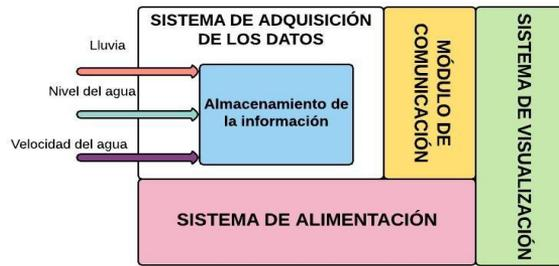 SISTEMA DE ADQUISICIÓN
DE LOS DATOS
Lluvia
Nivel del agua
Velocidad del agua
Almacenamiento de
la información
MÓDULO DE
COMUNICACIÓN
SISTEMA DE VISUALIZACIÓN
SISTEMA DE ALIMENTACIÓN